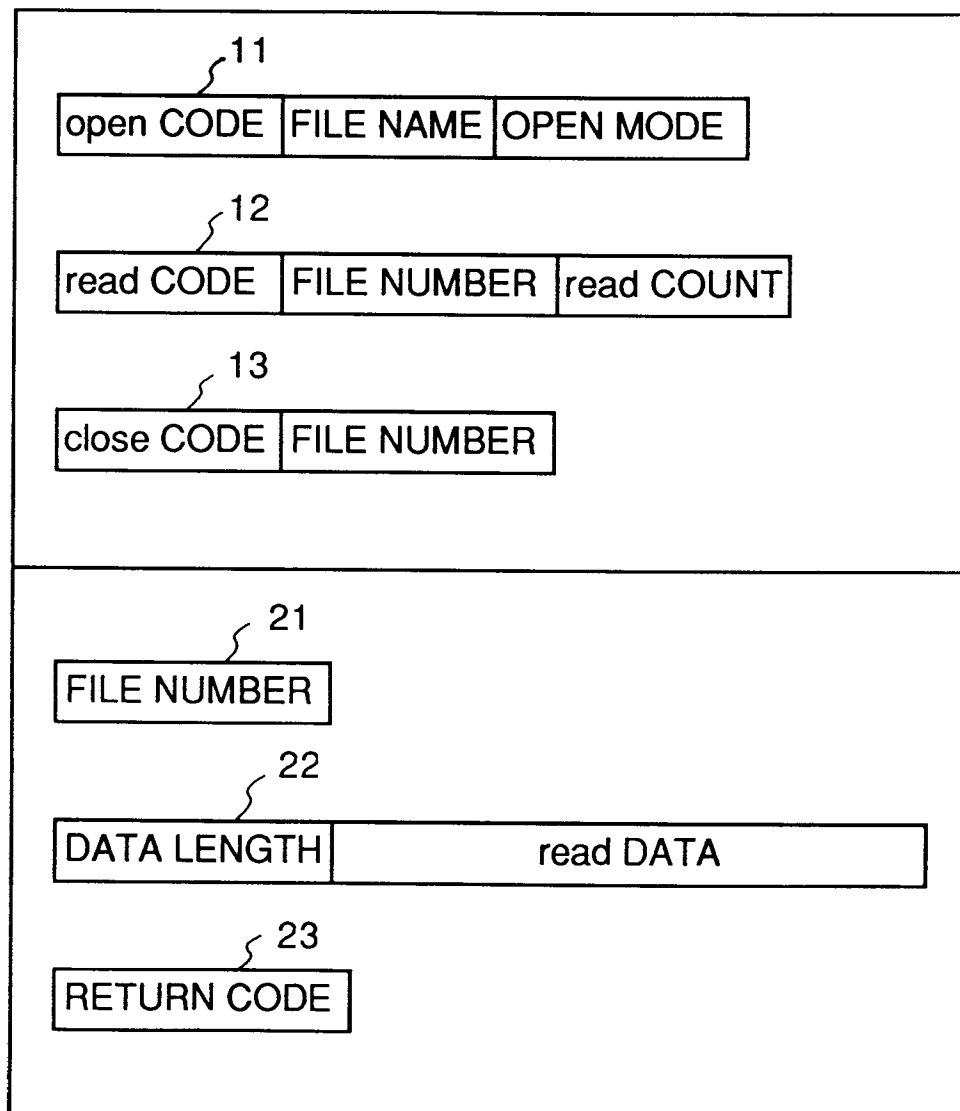 11
open CODE FILE NAME OPEN MODE
12
read CODE FILE NUMBER read COUNT
13
close CODE FILE NUMBER
21
FILE NUMBER
22
DATA LENGTH read DATA
23
RETURN CODE